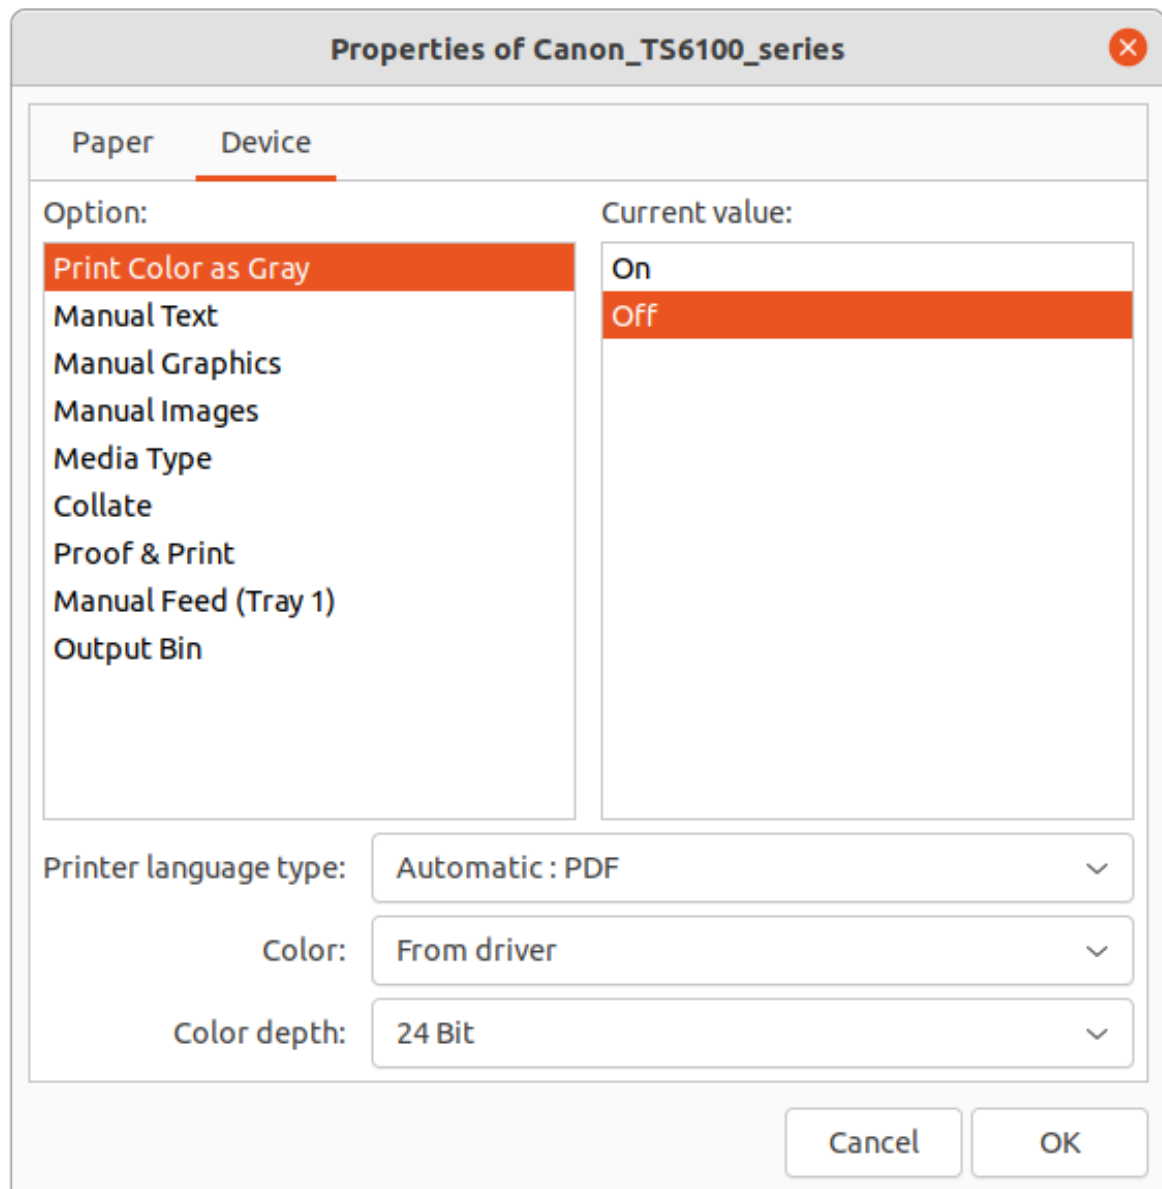 Properties of Canon_TS6100_series
Paper Device
Option: Current value:
Print Color as Gray On
Manual Text Off
Manual Graphics
Manual Images
Media Type
Collate
Proof & Print
Manual Feed (Tray 1)
Output Bin
Printer language type: Automatic : PDF
Color: From driver
Color depth: 24 Bit
Cancel OK